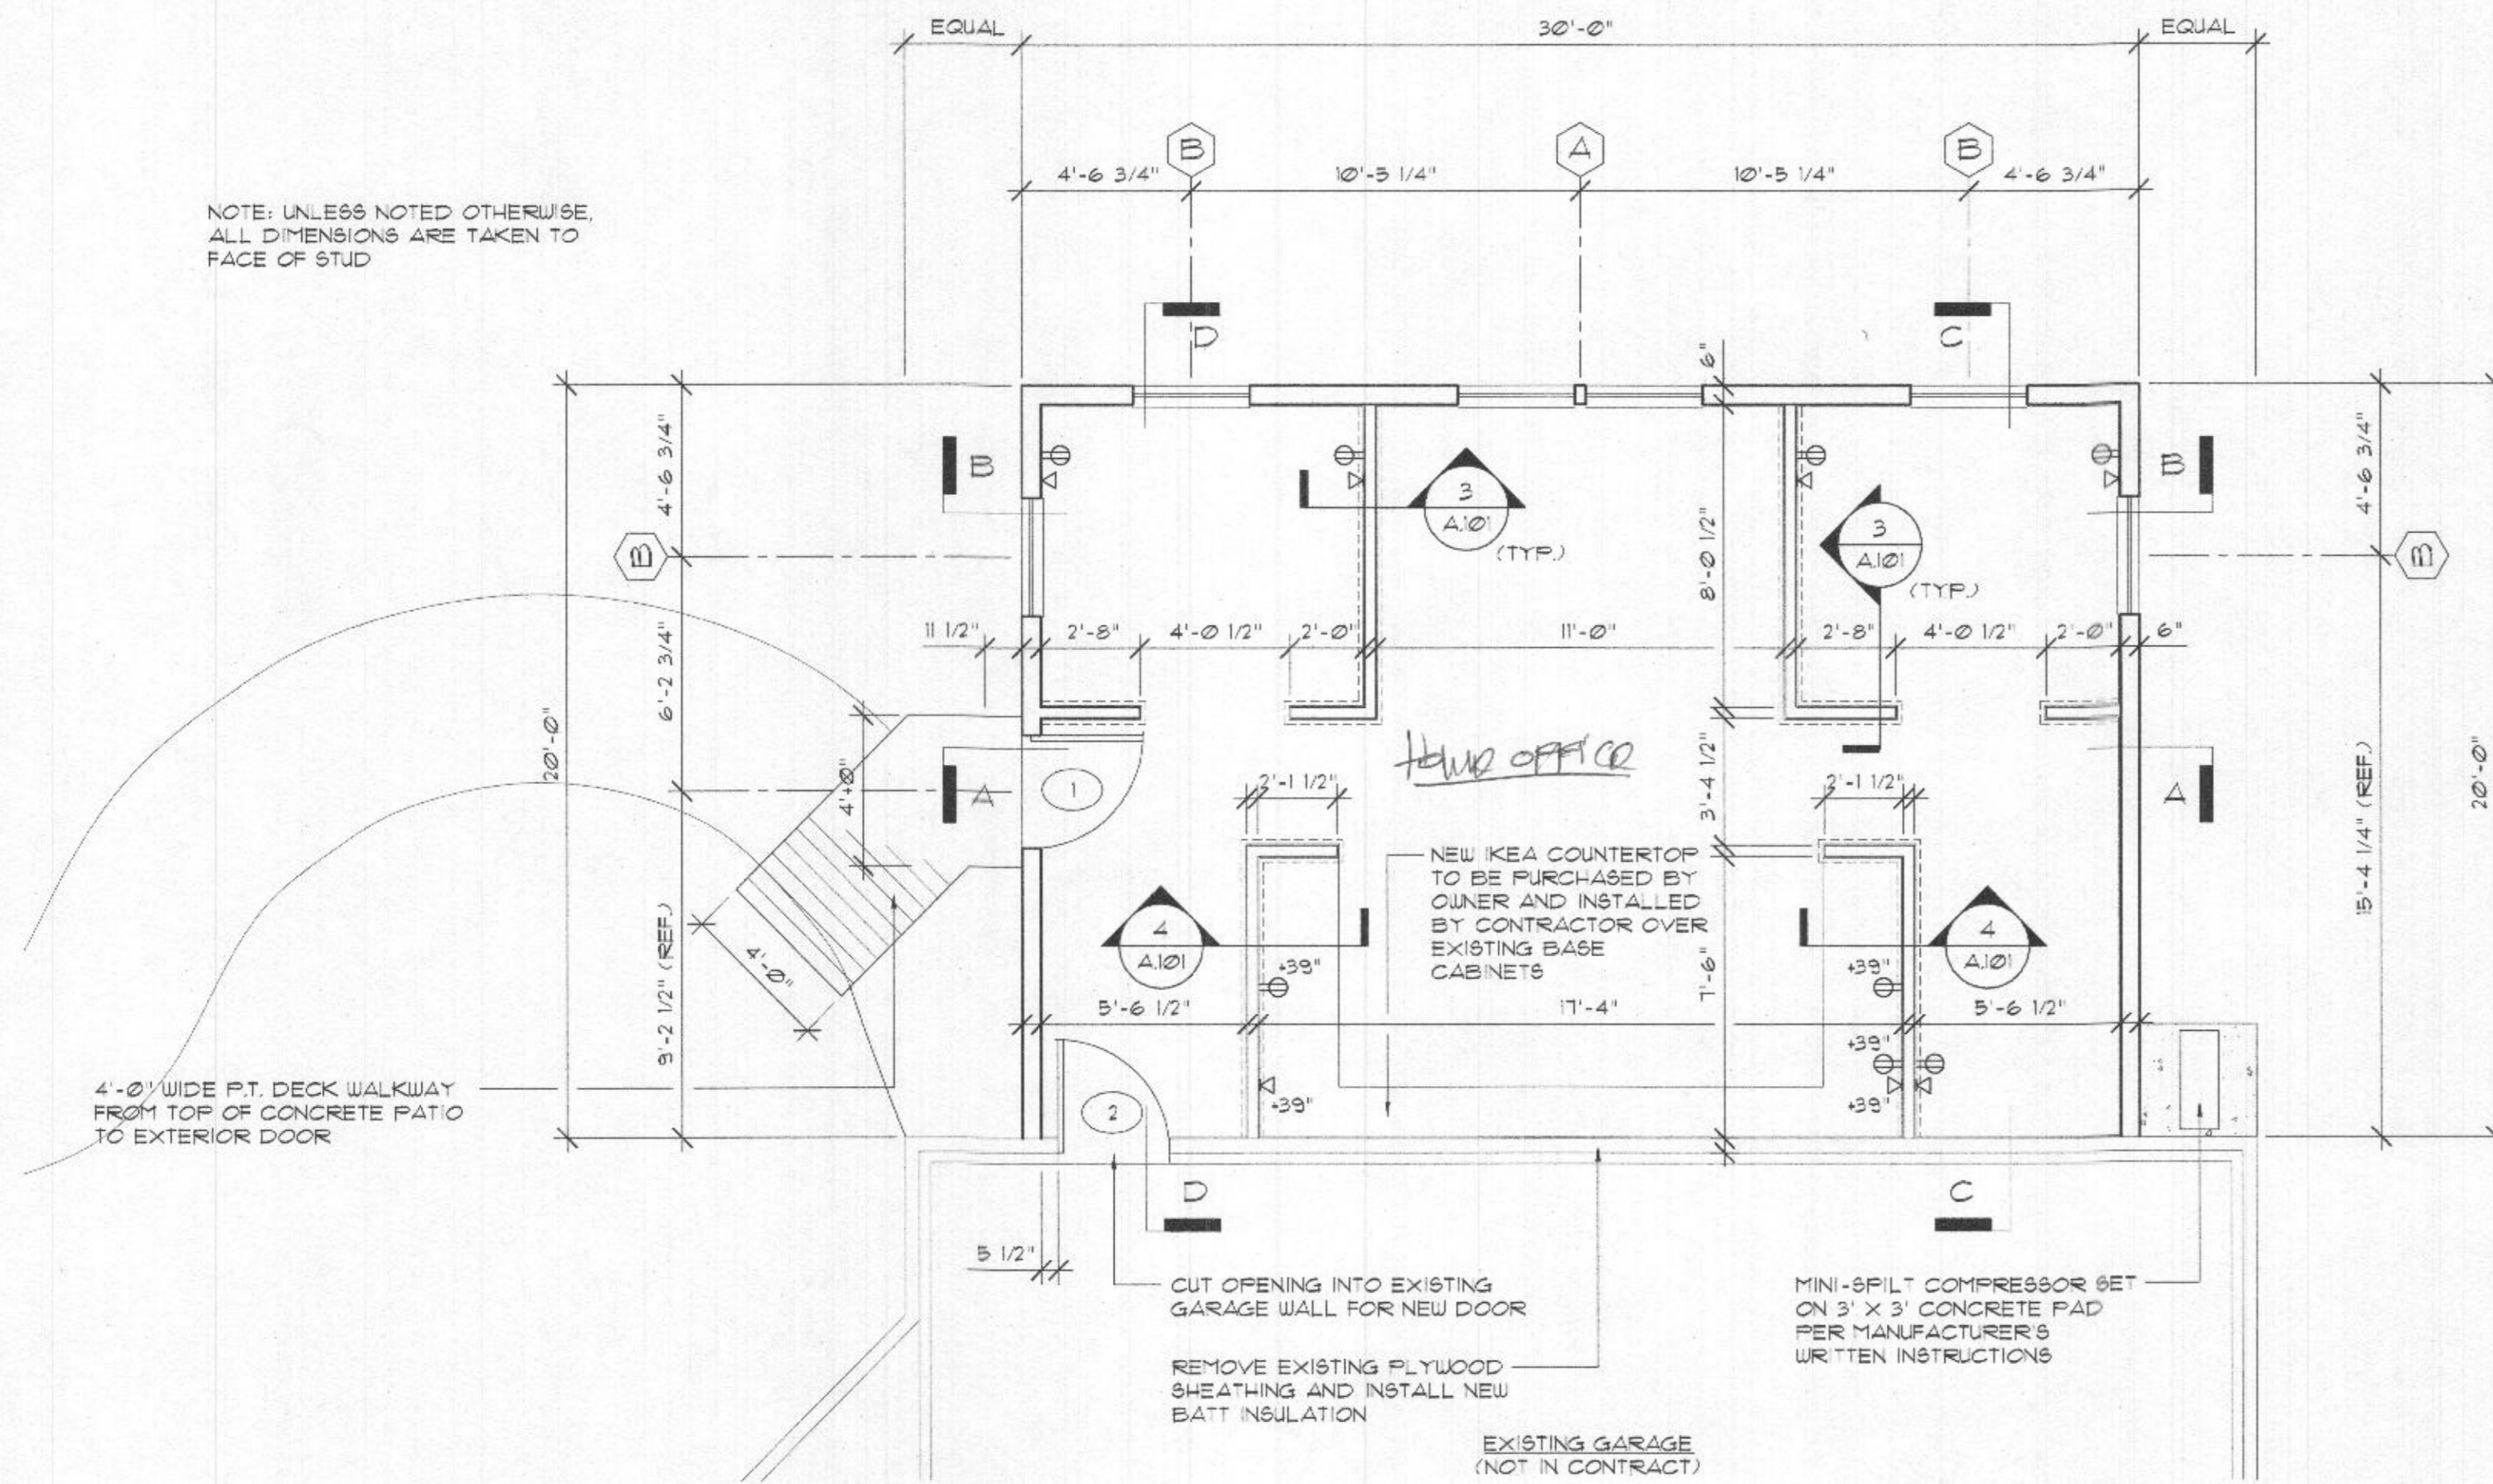 EQUAL
30'-0"
EQUAL
B
A
B
4'-6 3/4"
10'-5 1/4"
10'-5 1/4"
4'-6 3/4"
NOTE: UNLESS NOTED OTHERWISE,
ALL DIMENSIONS ARE TAKEN TO
FACE OF STUD
D
C
6"
B
B
4'-6 3/4"
4'-6 3/4"
3
A.101
(TYP.)
3
A.101
(TYP.)
8'-0 1/2"
B
B
11 1/2"
2'-8"
4'-0 1/2"
2'-0"
11'-0"
2'-8"
4'-0 1/2"
2'-0"
6"
6'-2 3/4"
20'-0"
4'-0"
A
1
HOME OFFICE
2'-1 1/2"
3'-4 1/2"
2'-1 1/2"
A
15'-4 1/4" (REF.)
20'-0"
NEW IKEA COUNTERTOP
TO BE PURCHASED BY
OWNER AND INSTALLED
BY CONTRACTOR OVER
EXISTING BASE
CABINETS
4
A.101
4
A.101
4'-0"
9'-2 1/2" (REF.)
+39"
+39"
7'-6"
5'-6 1/2"
17'-4"
5'-6 1/2"
+39"
+39"
+39"
2
4'-0" WIDE P.T. DECK WALKWAY
FROM TOP OF CONCRETE PATIO
TO EXTERIOR DOOR
D
C
5 1/2"
CUT OPENING INTO EXISTING
GARAGE WALL FOR NEW DOOR
MINI-SPILT COMPRESSOR SET
ON 3' X 3' CONCRETE PAD
PER MANUFACTURER'S
WRITTEN INSTRUCTIONS
REMOVE EXISTING PLYWOOD
SHEATHING AND INSTALL NEW
BATT INSULATION
EXISTING GARAGE
(NOT IN CONTRACT)